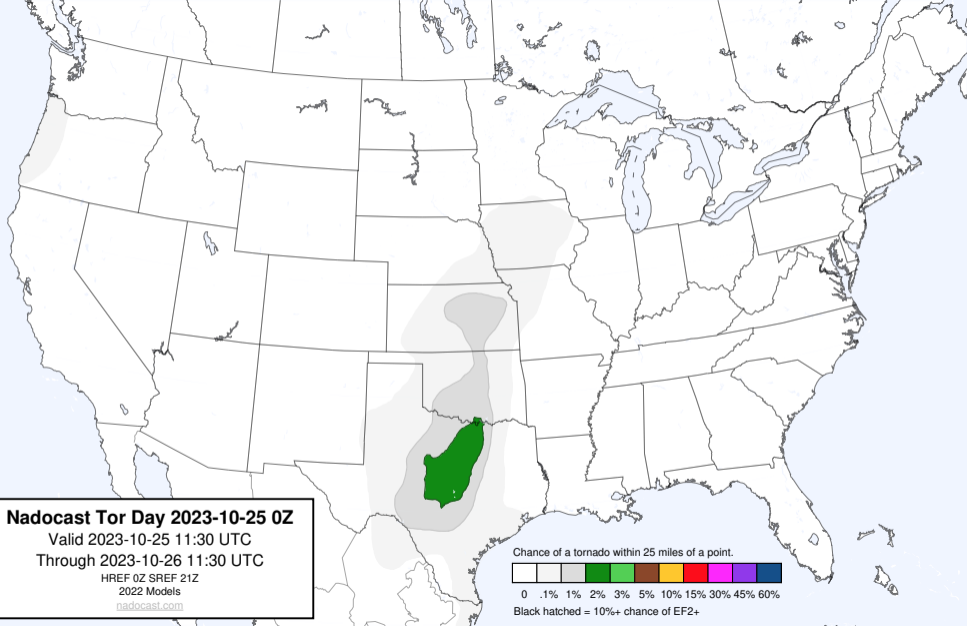 Nadocast Tor Day 2023-10-25 0Z
Valid 2023-10-25 11:30 UTC
Through 2023-10-26 11:30 UTC
HREF 0Z SREF 21Z
2022 Models
nadocast.com
Chance of a tornado within 25 miles of a point.
0 .1% 1% 2% 3% 5% 10% 15% 30% 45% 60%
Black hatched = 10%+ chance of EF2+